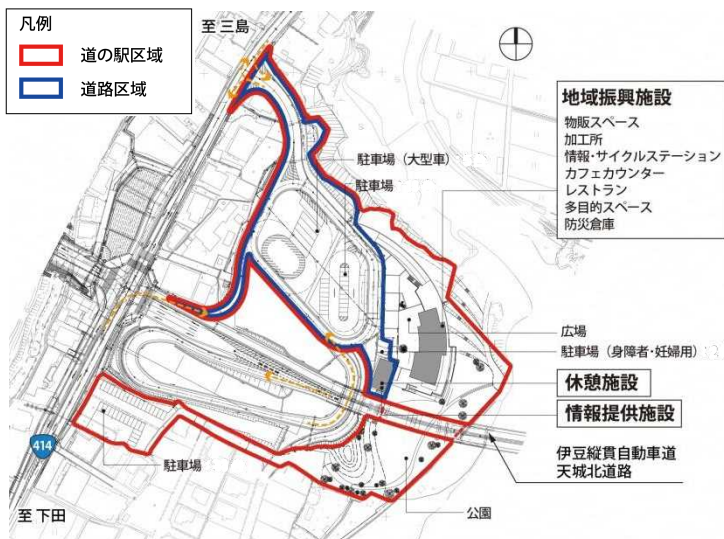 凡例
道の駅区域
道路区域
至 三島
地域振興施設
物販スペース
加工所
情報・サイクルステーション
カフェカウンター
レストラン
多目的スペース
防災倉庫
駐車場（大型車）
駐車場
広場
駐車場（身障者・妊婦用）
休憩施設
情報提供施設
伊豆縦貫自動車道
天城北道路
414
駐車場
公園
至 下田